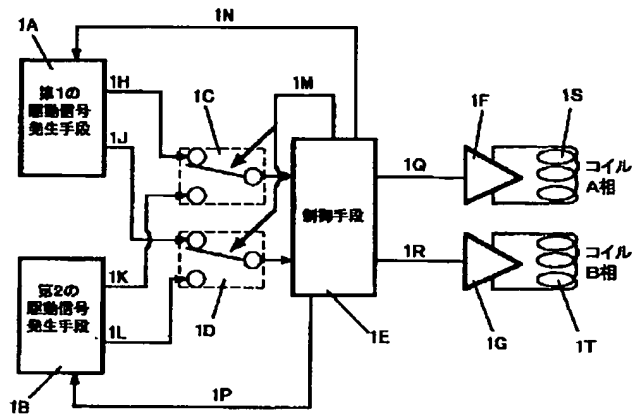 1N
1A
第1の
駆動信号
発生手段
1H
1J
1C
1M
制御手段
1F
1S
1Q
コイル
A相
第2の
駆動信号
発生手段
1K
1L
1D
1R
コイル
B相
1E
1G
1T
1B
1P